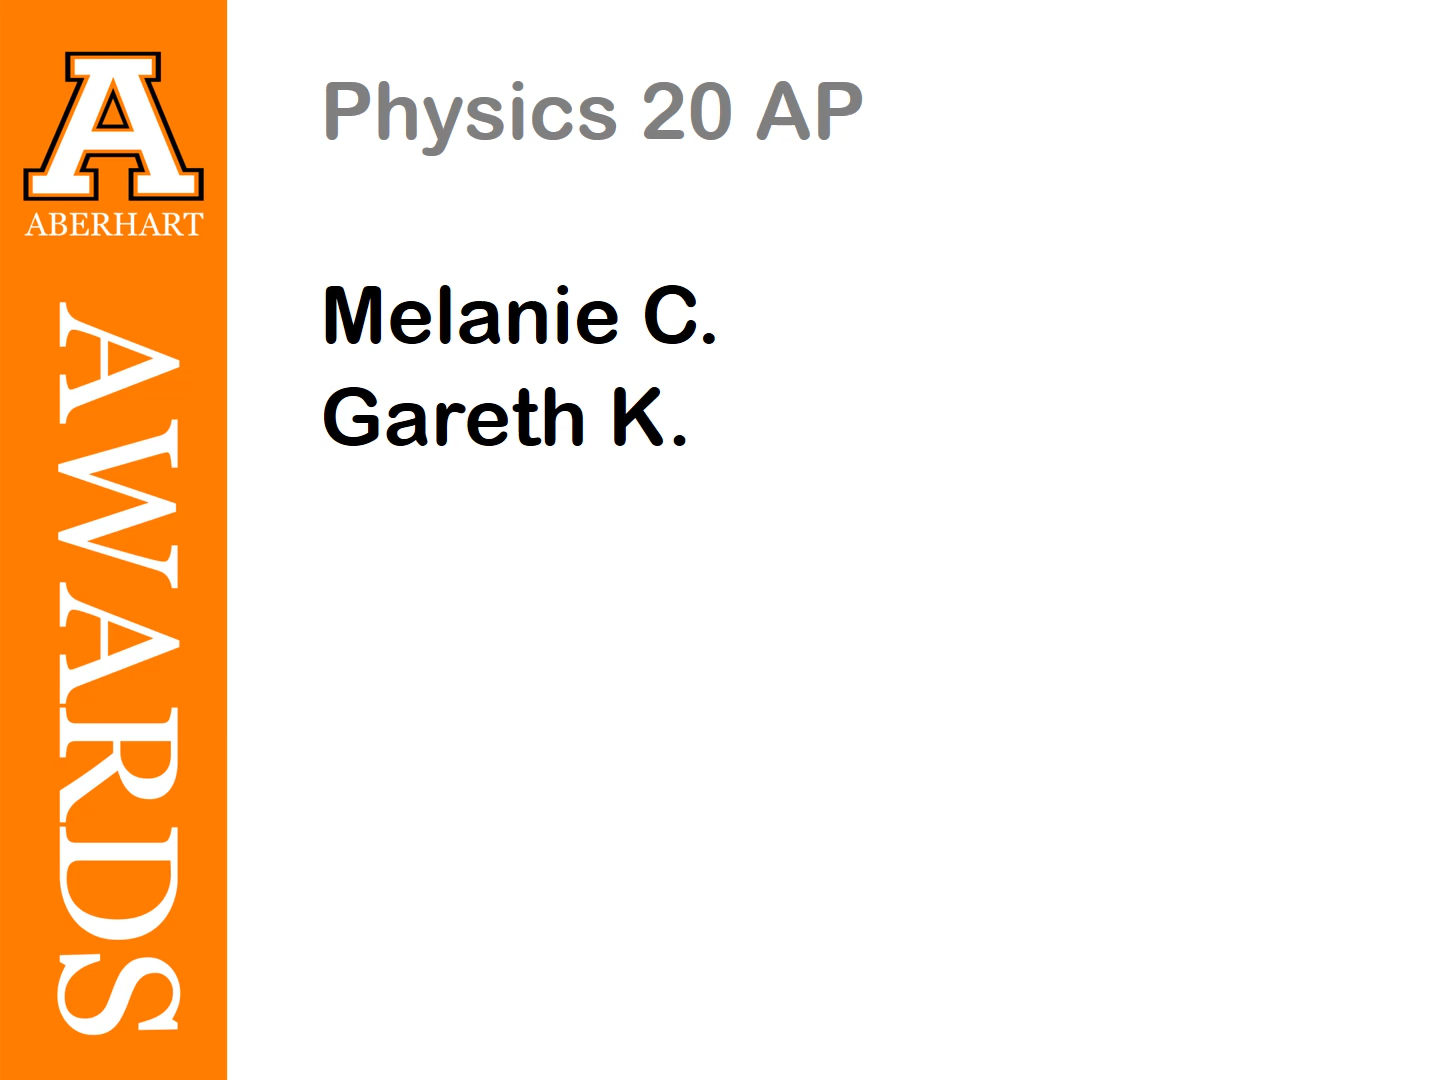 A
ABERHART
AWARDS
Physics 20 AP
Melanie C.
Gareth K.